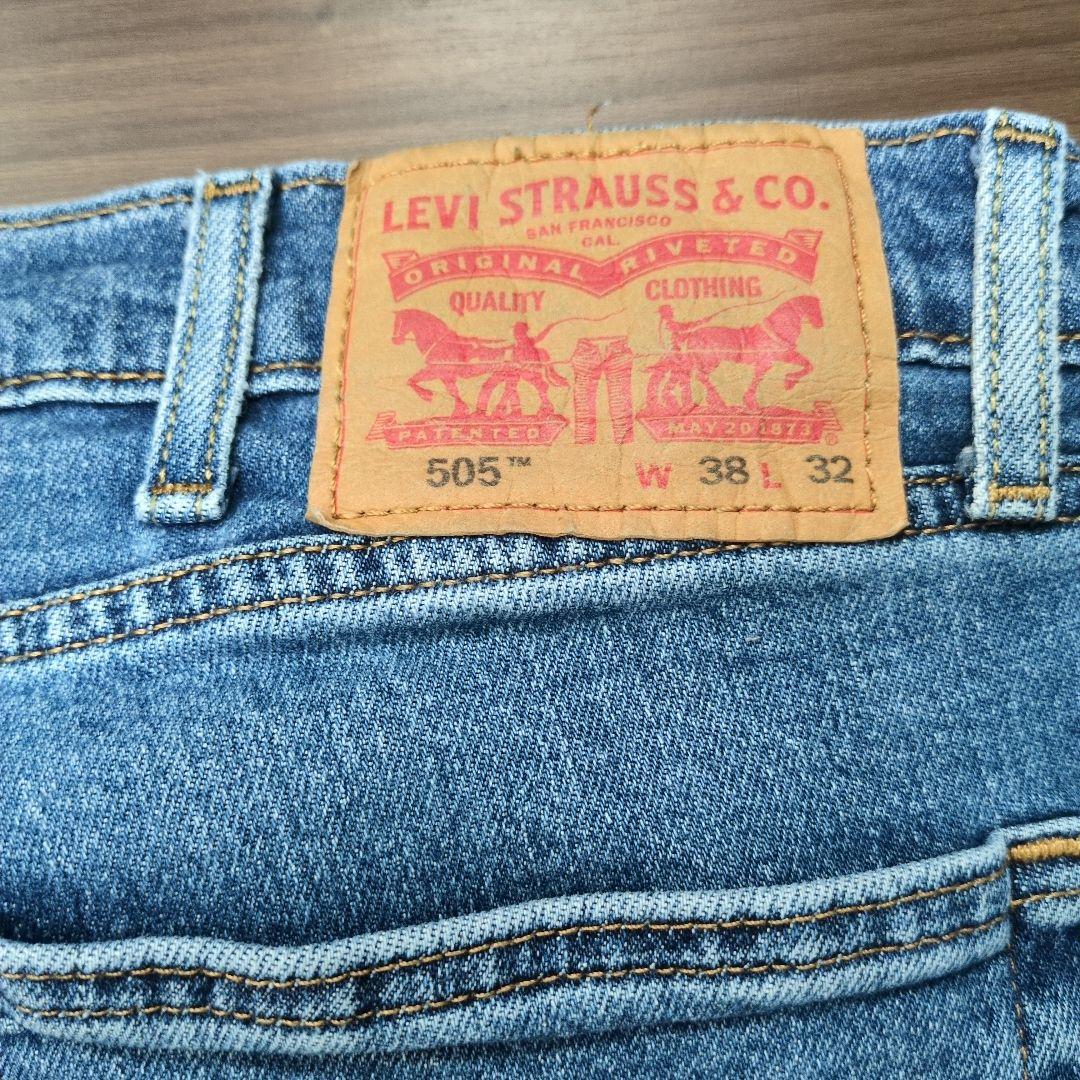 LEVI STRAUSS & CO.
SAN FRANCISCO
CAL.
ORIGINAL RIVETED
QUALITY CLOTHING
PATENTED MAY 20 1873 ®
505™ W 38 L 32